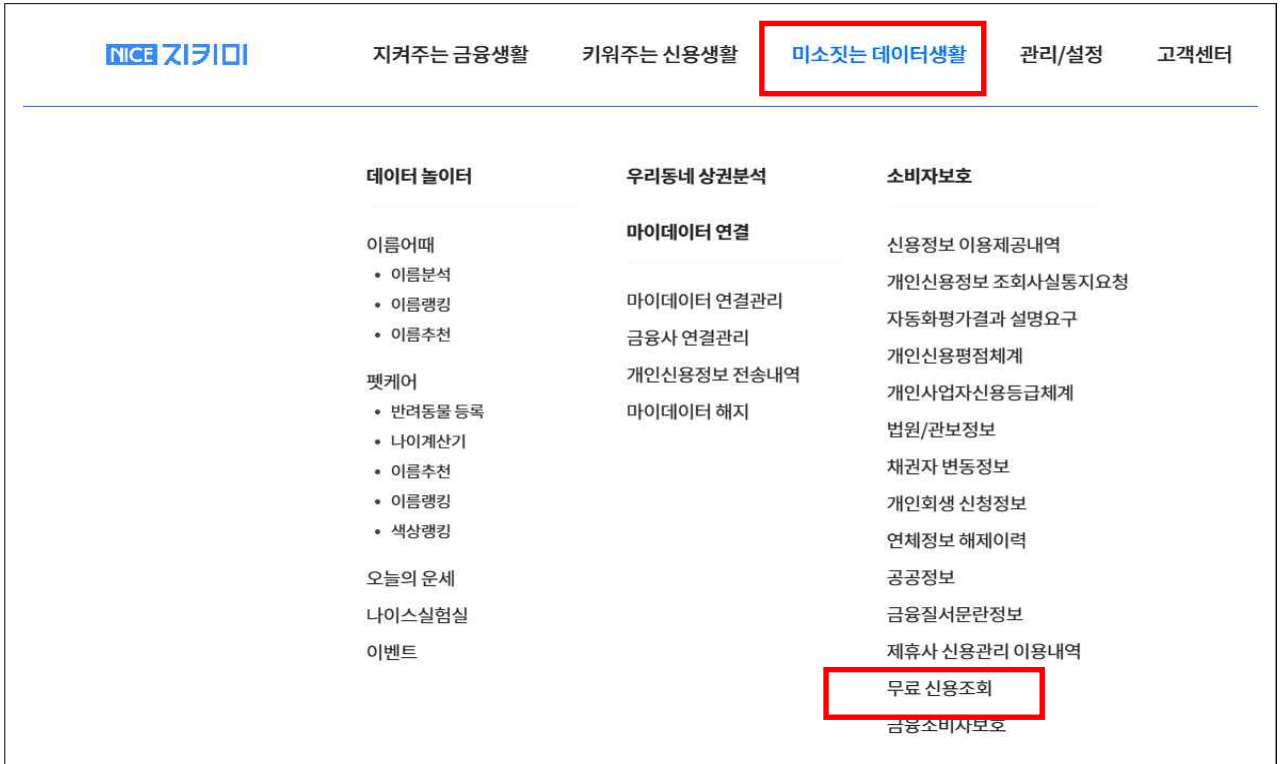 NICE 지키미
지켜주는 금융생활
키워주는 신용생활
미소짓는 데이터생활
관리/설정
고객센터
데이터 놀이터
이름어때
• 이름분석
• 이름랭킹
• 이름추천
펫케어
• 반려동물 등록
• 나이계산기
• 이름추천
• 이름랭킹
• 색상랭킹
오늘의 운세
나이스실험실
이벤트
우리동네 상권분석
마이데이터 연결
마이데이터 연결관리
금융사 연결관리
개인신용정보 전송내역
마이데이터 해지
소비자보호
신용정보 이용제공내역
개인신용정보 조회사실통지요청
자동화평가결과 설명요구
개인신용평점체계
개인사업자신용등급체계
법원/관보정보
채권자 변동정보
개인회생 신청정보
연체정보 해제이력
공공정보
금융질서문란정보
제휴사 신용관리 이용내역
무료 신용조회
금융소비자보호